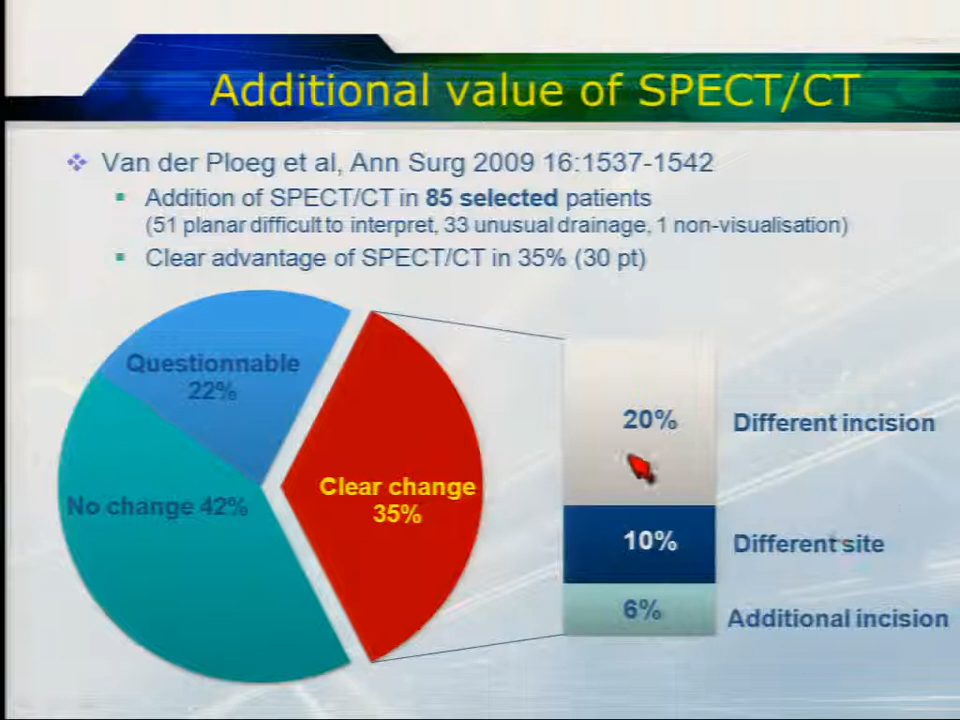 Additional value of SPECT/CT
Van der Ploeg et al, Ann Surg 2009 16:1537-1542
Addition of SPECT/CT in 85 selected patients
(51 planar difficult to interpret, 33 unusual drainage, 1 non-visualisation)
Clear advantage of SPECT/CT in 35% (30 pt)
Questionnable
22%
No change 42%
Clear change
35%
20%
Different incision
10%
Different site
6%
Additional incision